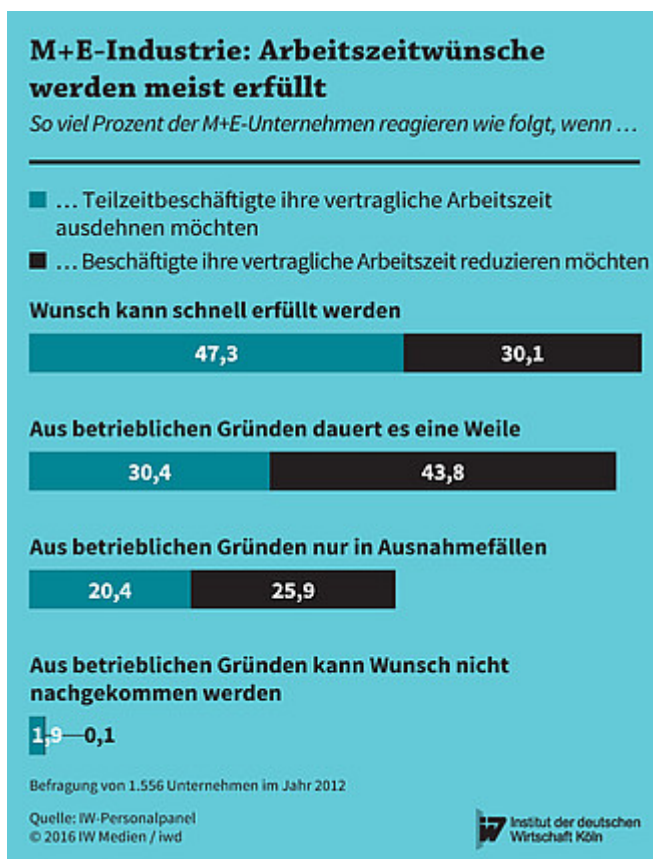 M+E-Industrie: Arbeitszeitwünsche
werden meist erfüllt
So viel Prozent der M+E-Unternehmen reagieren wie folgt, wenn …
… Teilzeitbeschäftigte ihre vertragliche Arbeitszeit
ausdehnen möchten
… Beschäftigte ihre vertragliche Arbeitszeit reduzieren möchten
Wunsch kann schnell erfüllt werden
47,3 30,1
Aus betrieblichen Gründen dauert es eine Weile
30,4 43,8
Aus betrieblichen Gründen nur in Ausnahmefällen
20,4 25,9
Aus betrieblichen Gründen kann Wunsch nicht
nachgekommen werden
1,9 0,1
Befragung von 1.556 Unternehmen im Jahr 2012
Quelle: IW-Personalpanel
© 2016 IW Medien / iwd
iw Institut der deutschen
Wirtschaft Köln